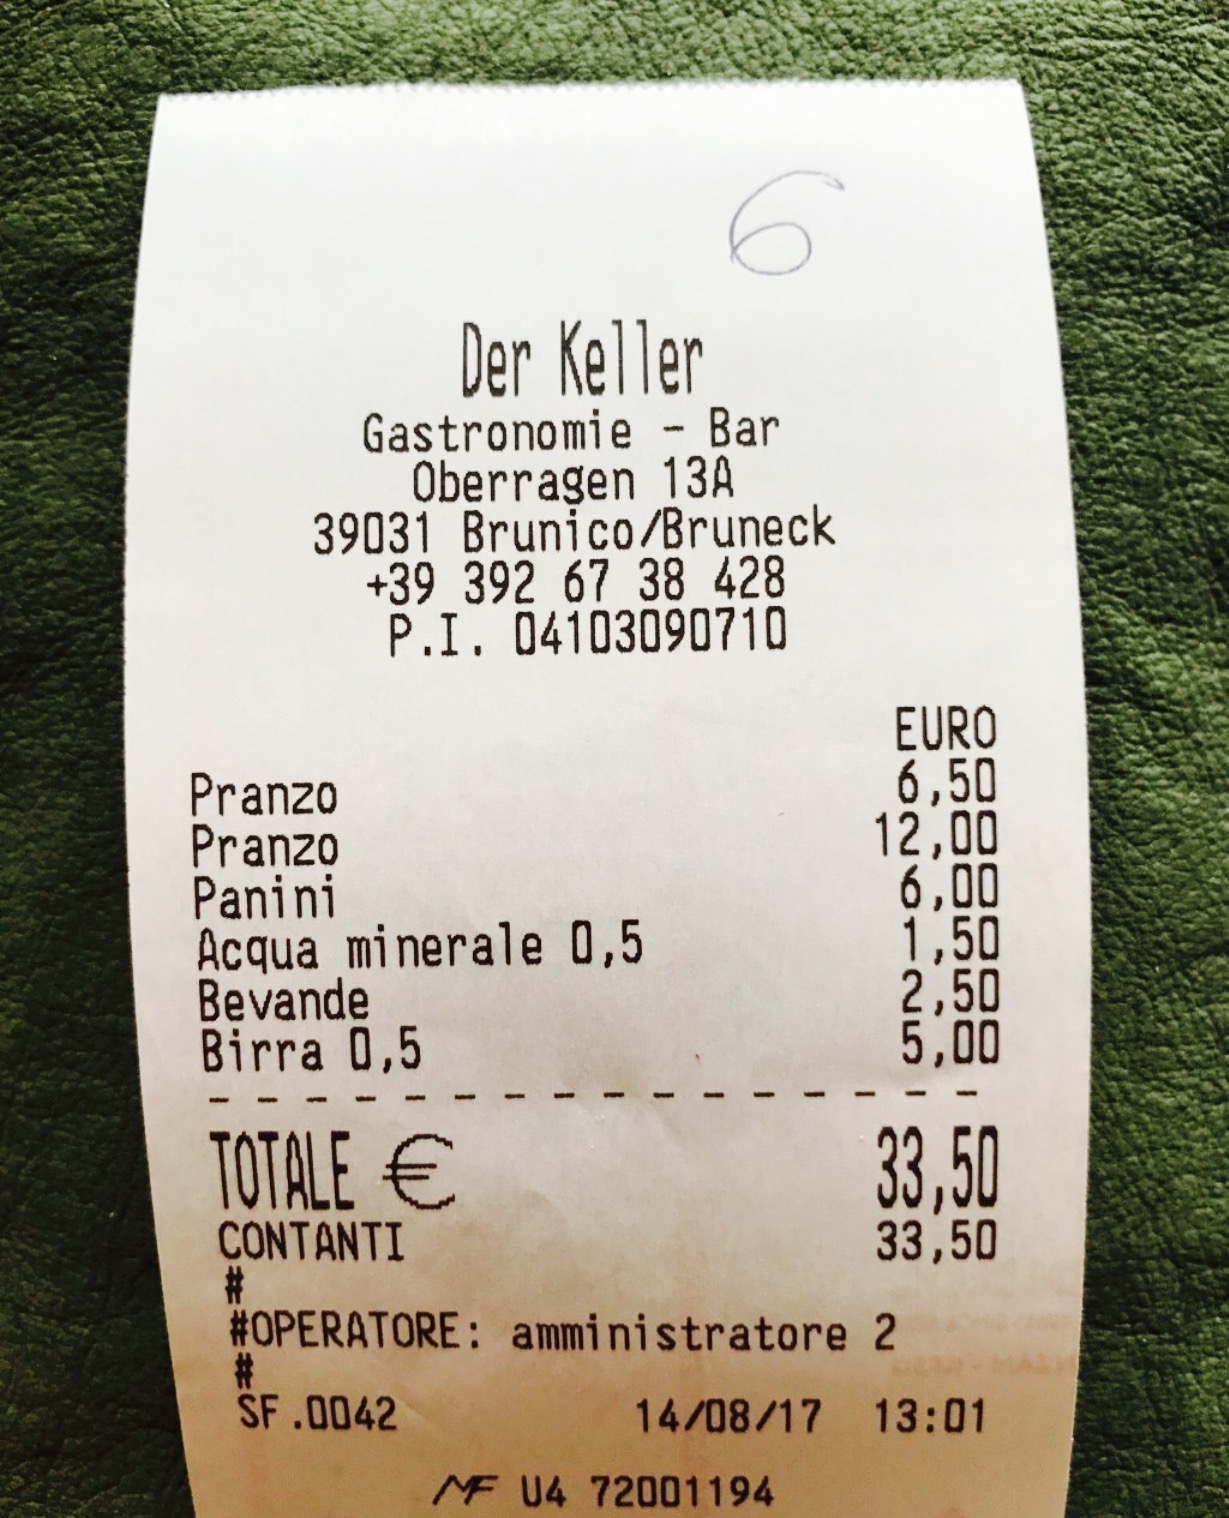 6
Der Keller
Gastronomie - Bar
Oberragen 13A
39031 Brunico/Bruneck
+39 392 67 38 428
P.I. 04103090710
EURO
Pranzo 6,50
Pranzo 12,00
Panini 6,00
Acqua minerale 0,5 1,50
Bevande 2,50
Birra 0,5 5,00
- - - - - - - - - - - - - - - -
TOTALE € 33,50
CONTANTI 33,50
#
#OPERATORE: amministratore 2
#
SF.0042 14/08/17 13:01
MF U4 72001194